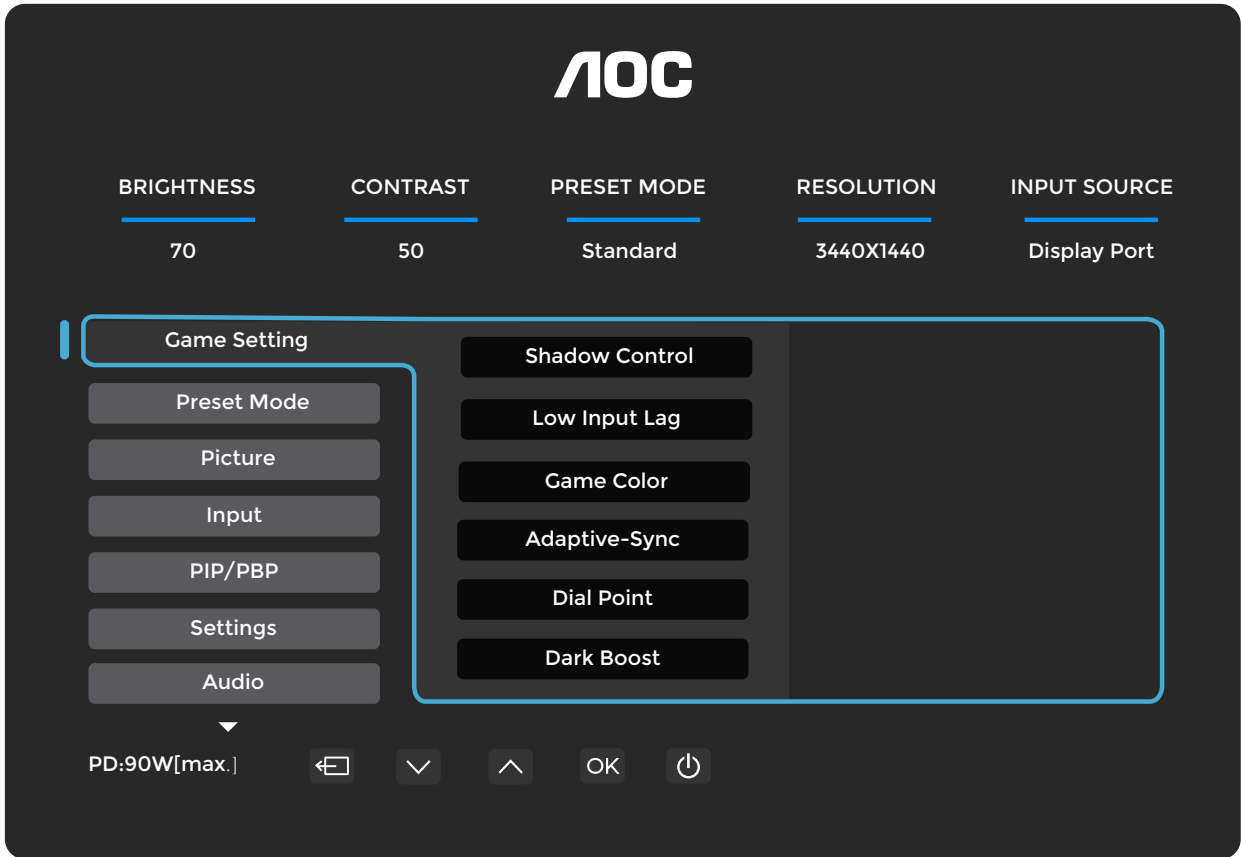 AOC
BRIGHTNESS CONTRAST PRESET MODE RESOLUTION INPUT SOURCE
70 50 Standard 3440X1440 Display Port
Game Setting
Preset Mode
Picture
Input
PIP/PBP
Settings
Audio
Shadow Control
Low Input Lag
Game Color
Adaptive-Sync
Dial Point
Dark Boost
PD:90W[max.] OK